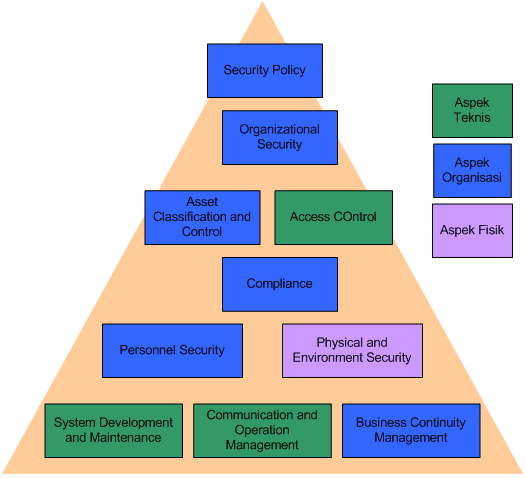 Security Policy
Organizational
Security
Asset
Classification and
Control
Access COntrol
Compliance
Personnel Security
Physical and
Environment Security
System Development
and Maintenance
Communication and
Operation
Management
Business Continuity
Management
Aspek
Teknis
Aspek
Organisasi
Aspek Fisik